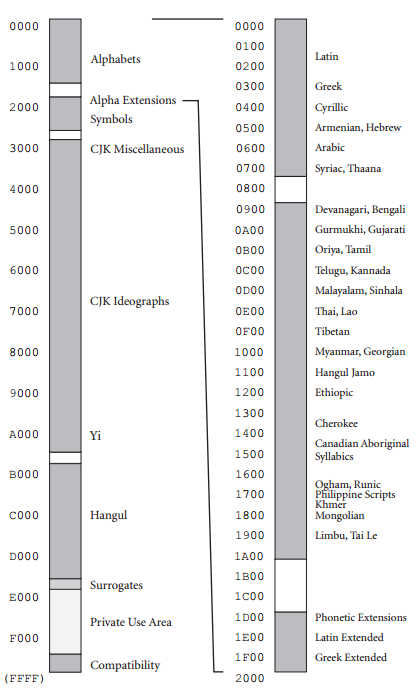 0000
1000
Alphabets
2000
Alpha Extensions
Symbols
3000
CJK Miscellaneous
4000
5000
6000
CJK Ideographs
7000
8000
9000
A000
Yi
B000
C000
Hangul
D000
Surrogates
E000
Private Use Area
F000
Compatibility
(FFFF)
0000
0100
Latin
0200
0300 Greek
0400 Cyrillic
0500 Armenian, Hebrew
0600 Arabic
0700 Syriac, Thaana
0800
0900 Devanagari, Bengali
0A00 Gurmukhi, Gujarati
0B00 Oriya, Tamil
0C00 Telugu, Kannada
0D00 Malayalam, Sinhala
0E00 Thai, Lao
0F00 Tibetan
1000 Myanmar, Georgian
1100 Hangul Jamo
1200 Ethiopic
1300
Cherokee
1400
Canadian Aboriginal
1500 Syllabics
1600
Ogham, Runic
1700 Philippine Scripts
Khmer
1800 Mongolian
1900 Limbu, Tai Le
1A00
1B00
1C00
1D00 Phonetic Extensions
1E00 Latin Extended
1F00 Greek Extended
2000